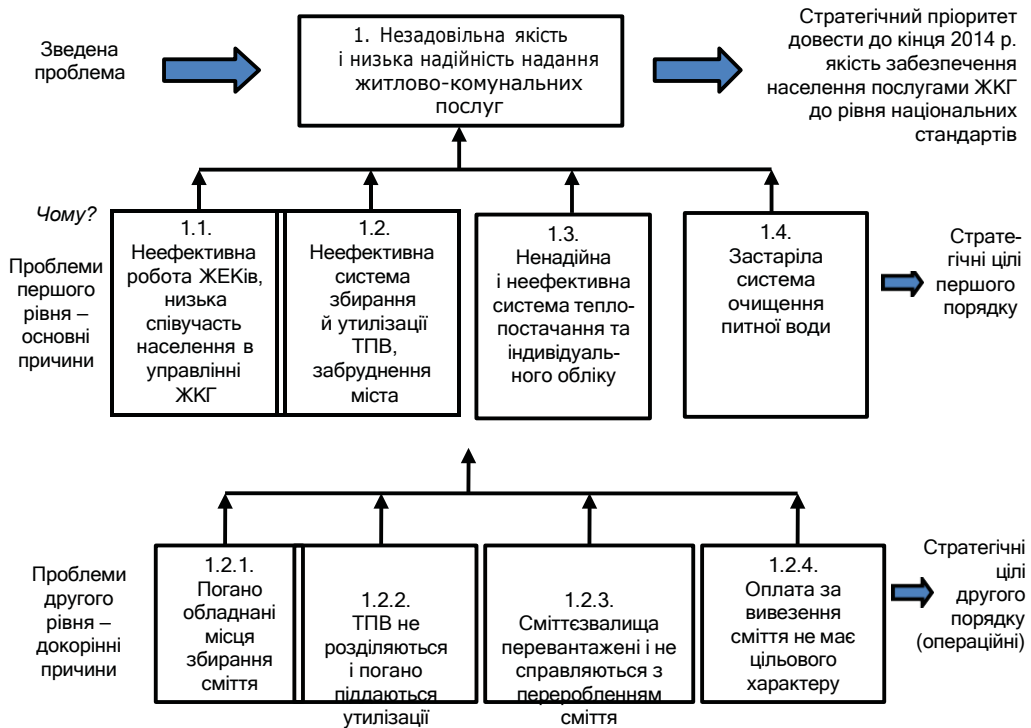 Зведена
проблема
1. Незадовільна якість
і низька надійність надання
житлово-комунальних
послуг
Стратегічний пріоритет
довести до кінця 2014 р.
якість забезпечення
населення послугами ЖКГ
до рівня національних
стандартів
Чому?
Проблеми
першого
рівня –
основні
причини
1.1.
Неефективна
робота ЖЕКів,
низька
співучасть
населення в
управлінні
ЖКГ
1.2.
Неефективна
система
збирання
й утилізації
ТПВ,
забруднення
міста
1.3.
Ненадійна
і неефективна
система тепло-
постачання та
індивідуаль-
ного обліку
1.4.
Застаріла
система
очищення
питної води
Страте-
гічні цілі
першого
порядку
Проблеми
другого
рівня –
докорінні
причини
1.2.1.
Погано
обладнані
місця
збирання
сміття
1.2.2.
ТПВ не
розділяються
і погано
піддаються
утилізації
1.2.3.
Сміттєзвалища
перевантажені і не
справляються з
переробленням
сміття
1.2.4.
Оплата за
вивезення
сміття не має
цільового
характеру
Стратегічні
цілі
другого
порядку
(операційні)